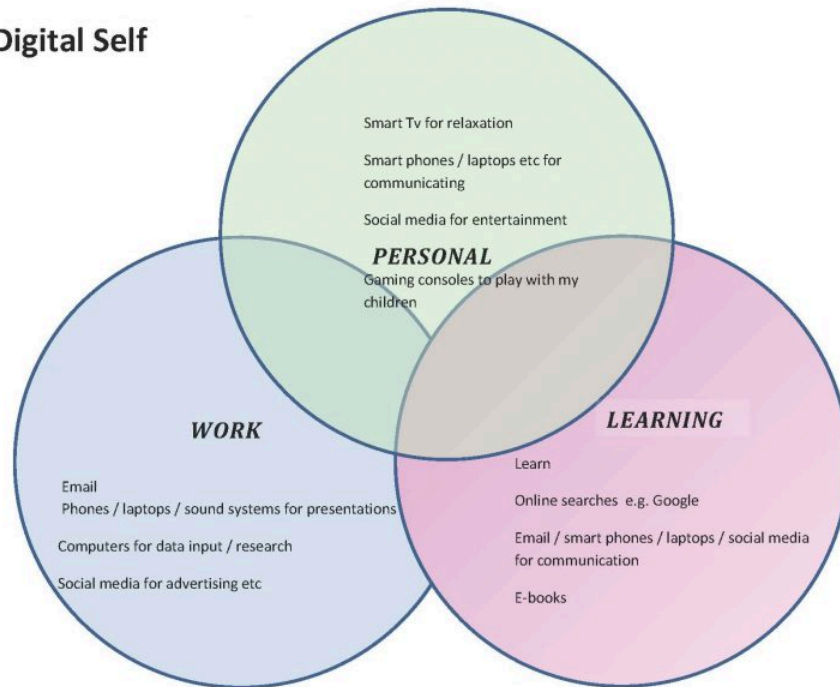 Digital Self
Smart Tv for relaxation
Smart phones / laptops etc for
communicating
Social media for entertainment
PERSONAL
Gaming consoles to play with my
children
WORK
Email
Phones / laptops / sound systems for presentations
Computers for data input / research
Social media for advertising etc
LEARNING
Learn
Online searches e.g. Google
Email / smart phones / laptops / social media
for communication
E-books